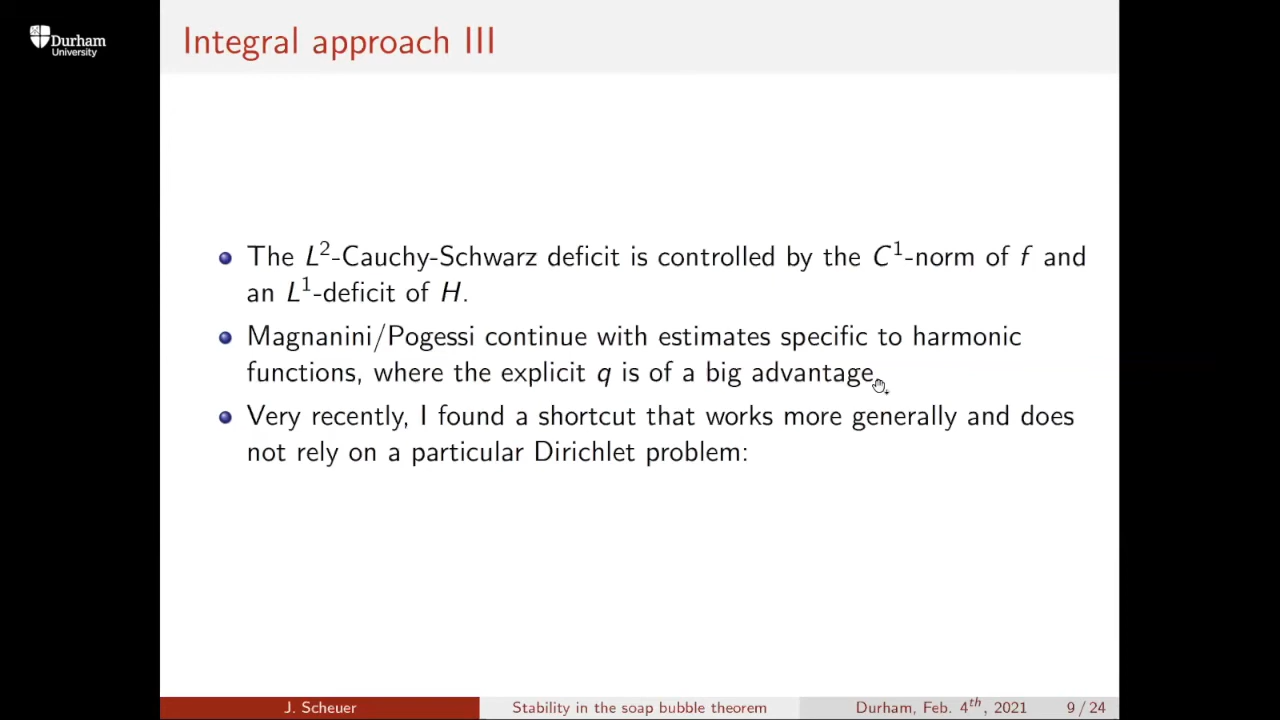 Durham
University
Integral approach III
The L²-Cauchy-Schwarz deficit is controlled by the C¹-norm of f and
an L¹-deficit of H.
Magnanini/Pogessi continue with estimates specific to harmonic
functions, where the explicit q is of a big advantage.
Very recently, I found a shortcut that works more generally and does
not rely on a particular Dirichlet problem:
J. Scheuer
Stability in the soap bubble theorem
Durham, Feb. 4ᵗʰ, 2021
9 / 24